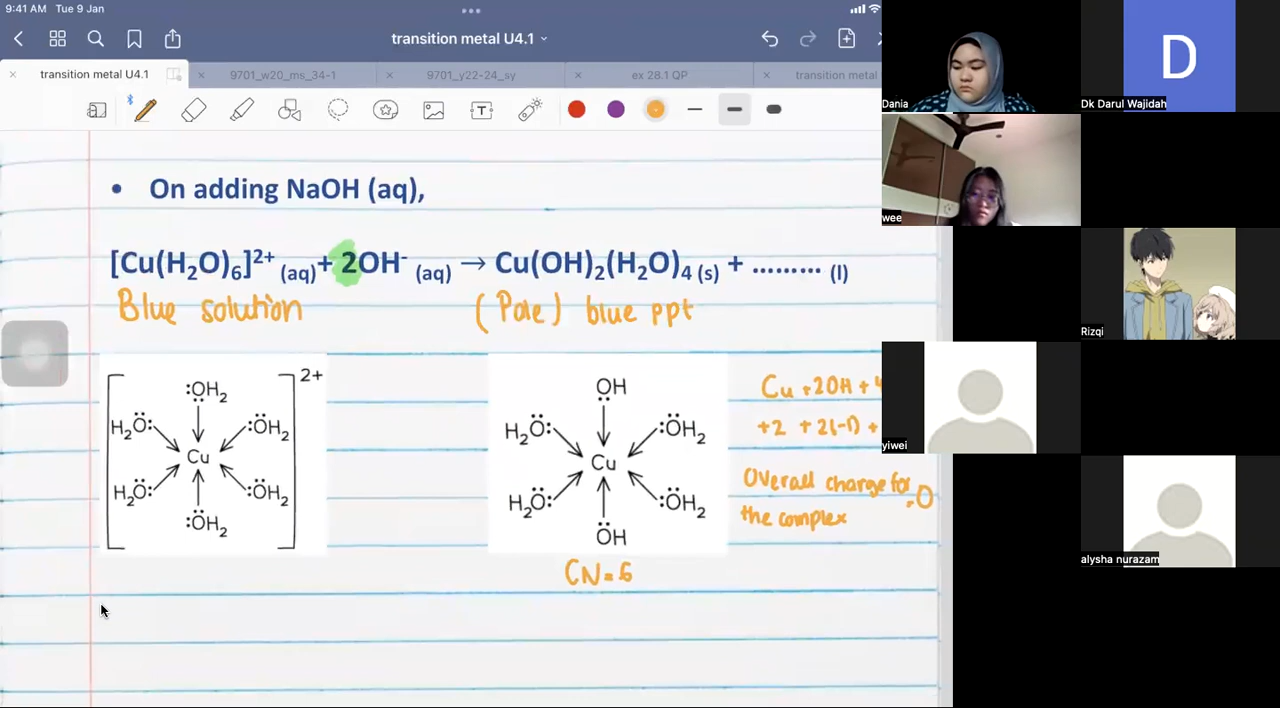 9:41 AM Tue 9 Jan
transition metal U4.1
transition metal U4.1
9701_w20_ms_34-1
9701_y22-24_sy
ex 28.1 QP
transition metal
T
• On adding NaOH (aq),
[Cu(H₂O)₆]²⁺ (aq) + 2OH⁻ (aq) → Cu(OH)₂(H₂O)₄ (s) + ……… (l)
Blue solution
(Pale) blue ppt
2+
:OH₂
H₂Ö:
:ÖH₂
Cu
H₂Ö:
:ÖH₂
:OH₂
OH
H₂Ö:
:ÖH₂
Cu
H₂Ö:
:ÖH₂
ÖH
CN = 6
Cu + 2OH +
+2 + 2(-1) +
Overall charge for
the complex
= 0
Dania
D
Dk Darul Wajidah
wee
Rizqi
yiwei
alysha nurazam